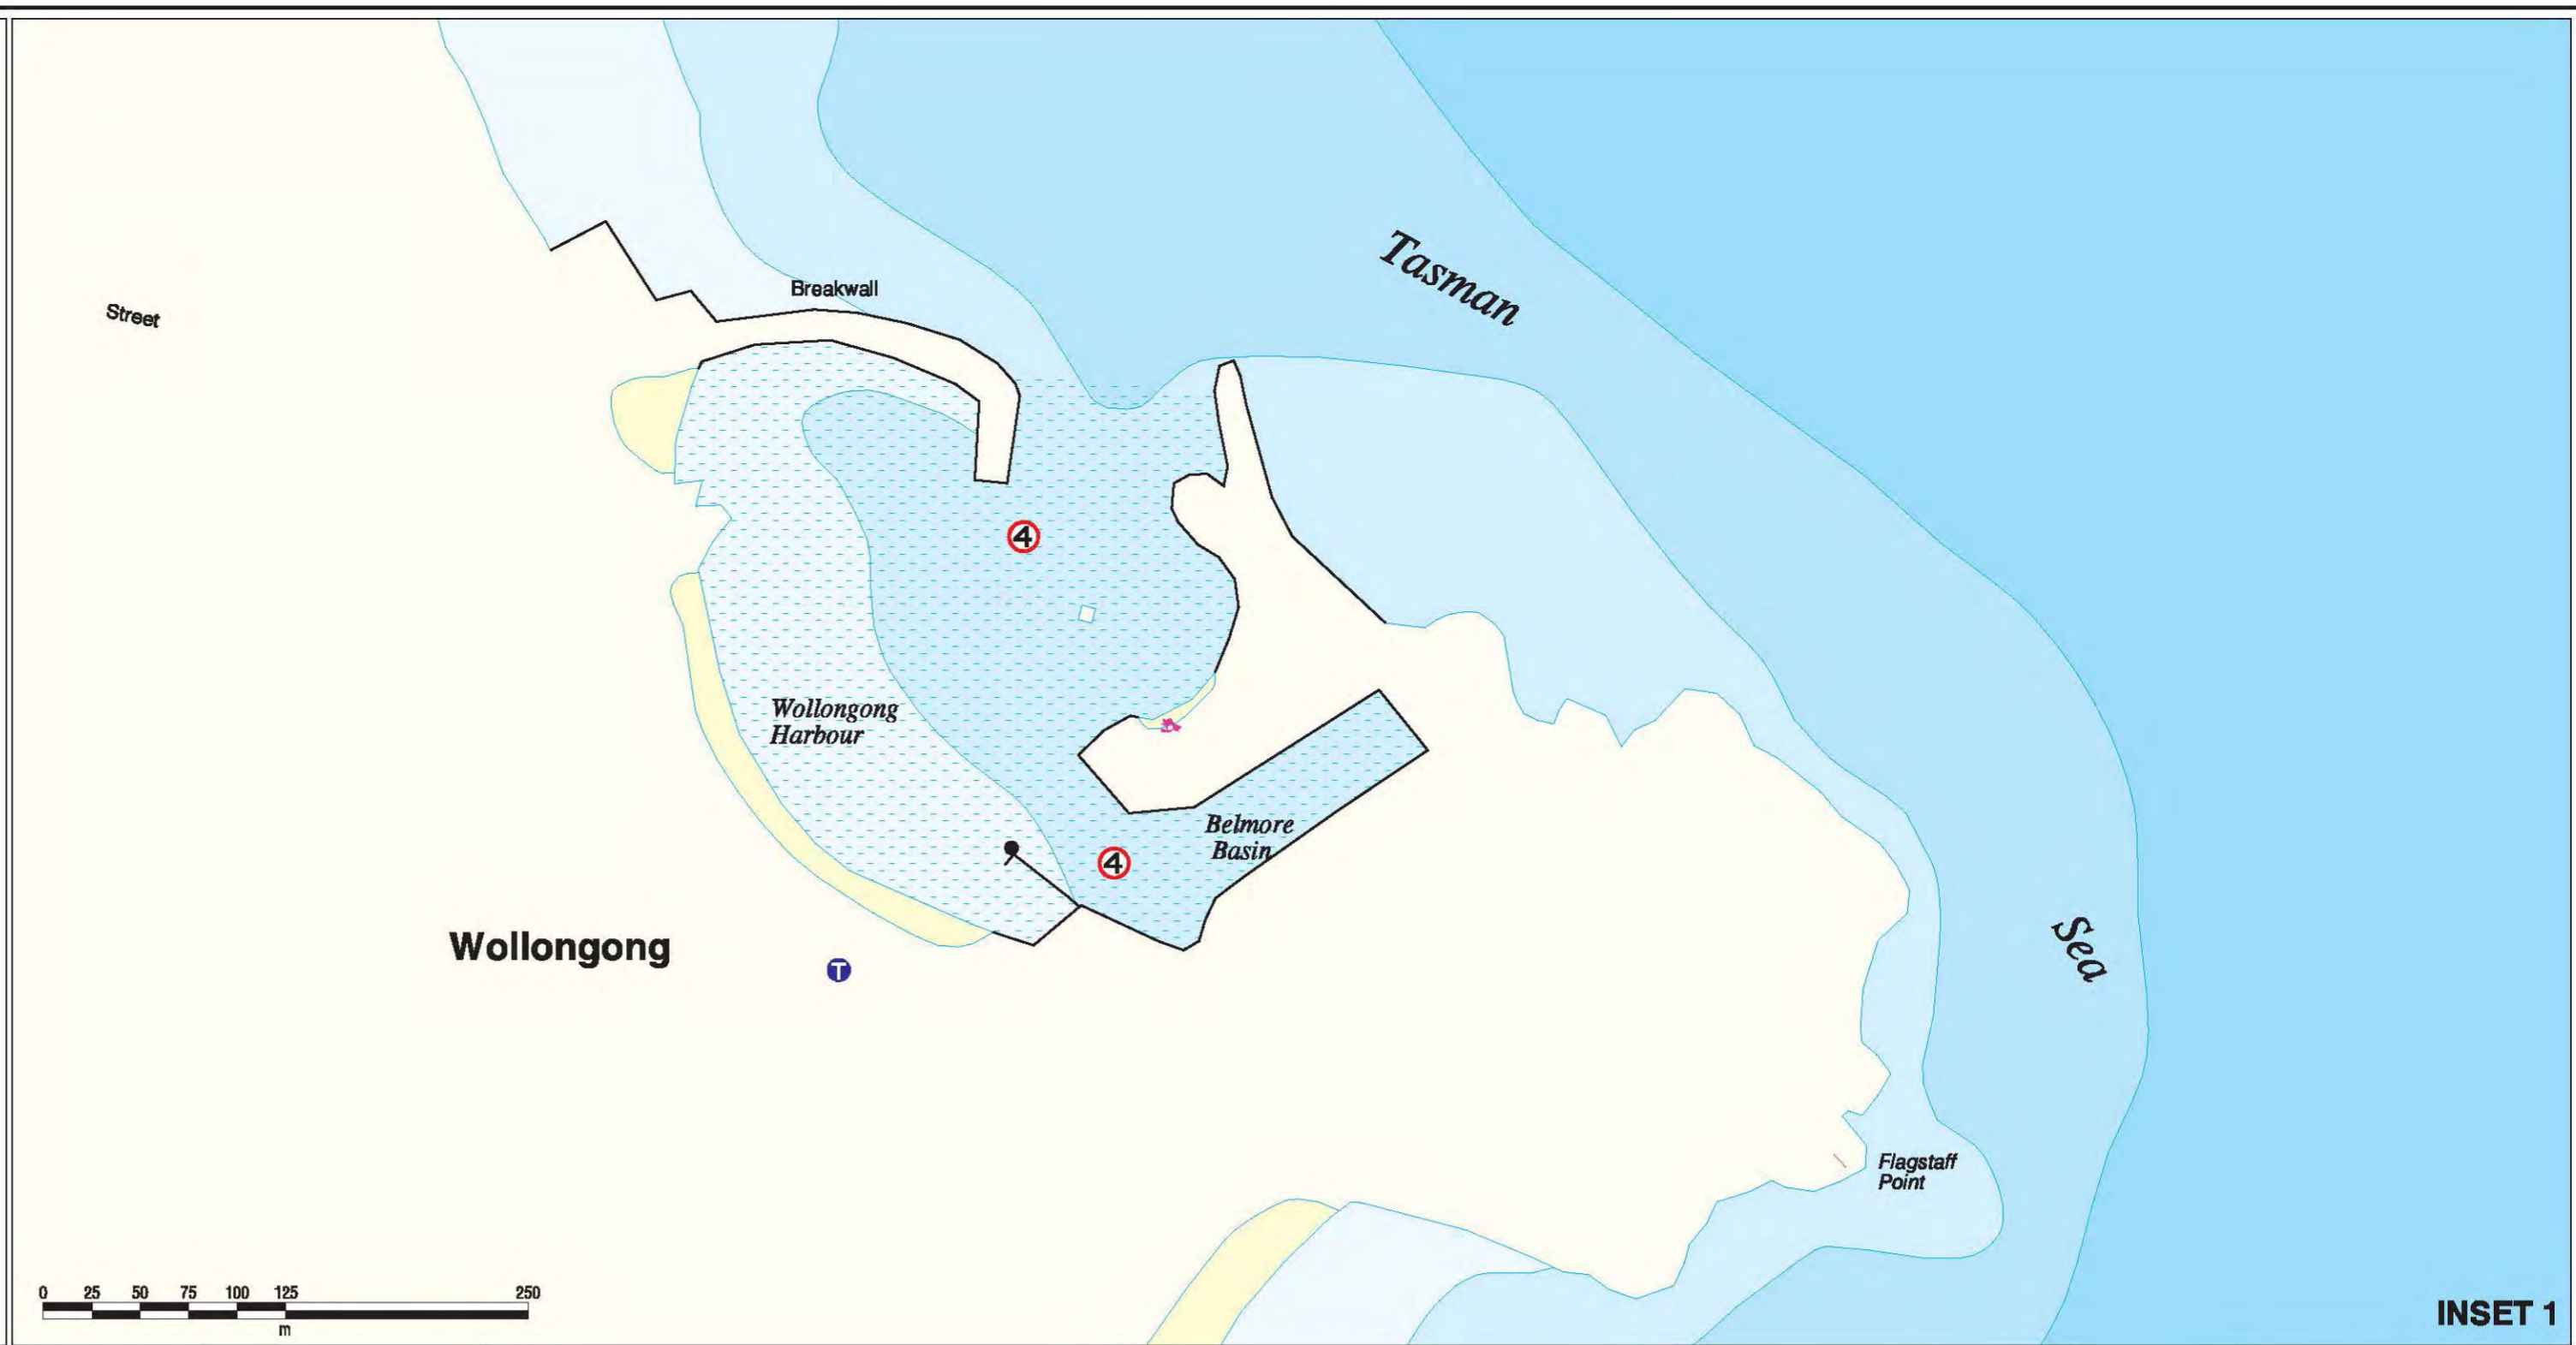 Tasman
Breakwall
Street
4
Wollongong
Harbour
Belmore
Basin
4
Sea
Wollongong
T
Flagstaff
Point
0 25 50 75 100 125 250
m
INSET 1